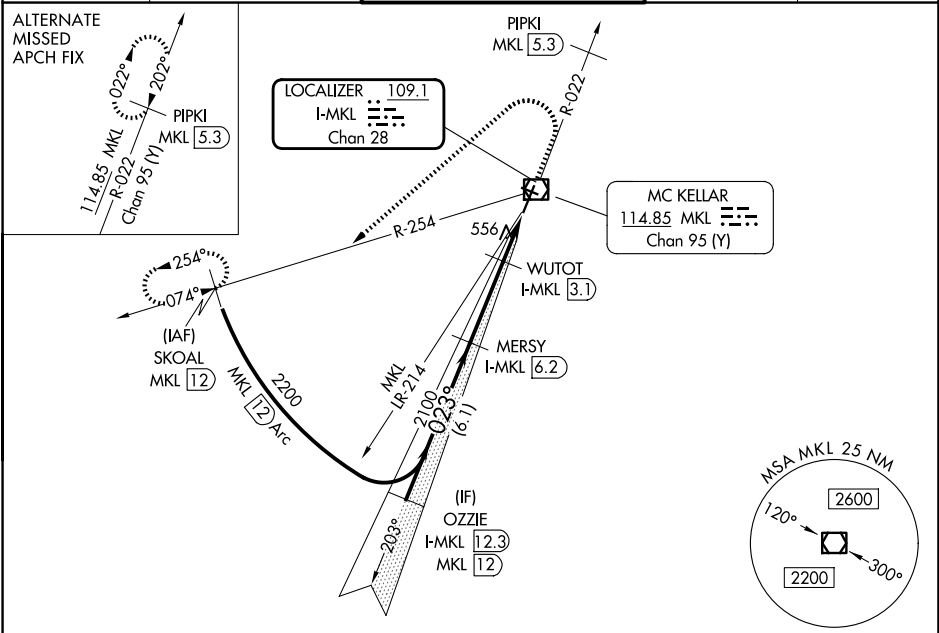 ALTERNATE
MISSED
APCH FIX
022°
202°
PIPKI
MKL 5.3
114.85 MKL
R-022
Chan 95 (Y)
PIPKI
MKL 5.3
R-022
LOCALIZER 109.1
I-MKL
Chan 28
MC KELLAR
114.85 MKL
Chan 95 (Y)
R-254
556
254°
074°
(IAF)
SKOAL
MKL 12
WUTOT
I-MKL 3.1
MERSY
I-MKL 6.2
MKL
LR-214
2200
MKL 12 Arc
2100
023°
(6.1)
203°
(IF)
OZZIE
I-MKL 12.3
MKL 12
MSA MKL 25 NM
2600
120°
300°
2200